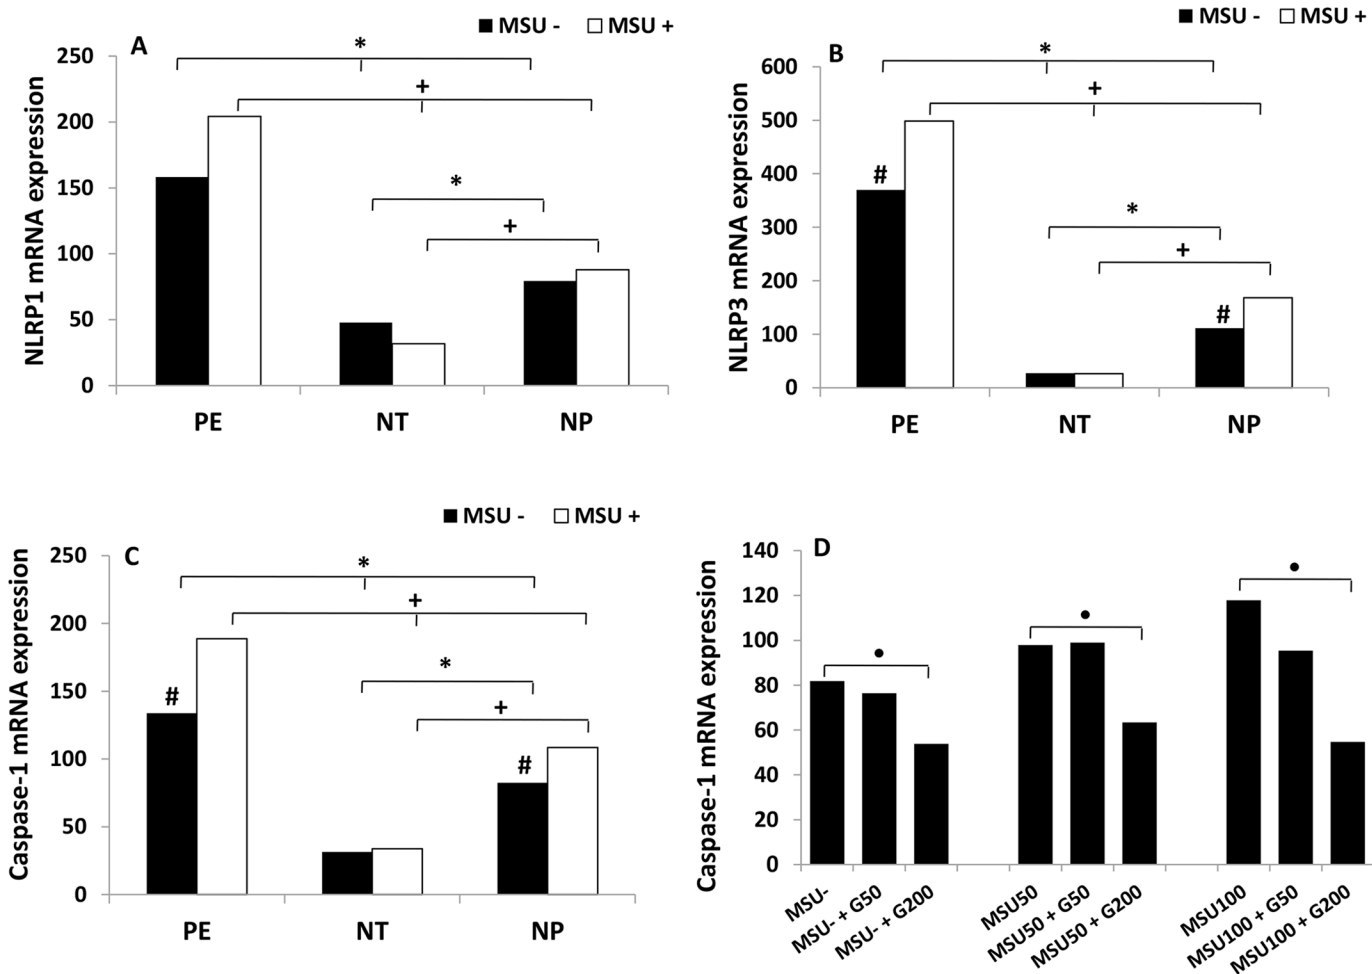 A
MSU - MSU +
NLRP1 mRNA expression
250
200
150
100
50
0
*
+
*
+
PE NT NP
B
MSU - MSU +
NLRP3 mRNA expression
600
500
400
300
200
100
0
*
+
#
*
+
#
PE NT NP
C
MSU - MSU +
Caspase-1 mRNA expression
250
200
150
100
50
0
*
+
*
#
+
#
PE NT NP
D
Caspase-1 mRNA expression
140
120
100
80
60
40
20
0
•
•
•
MSU-
MSU- + G50
MSU- + G200
MSU50
MSU50 + G50
MSU50 + G200
MSU100
MSU100 + G50
MSU100 + G200